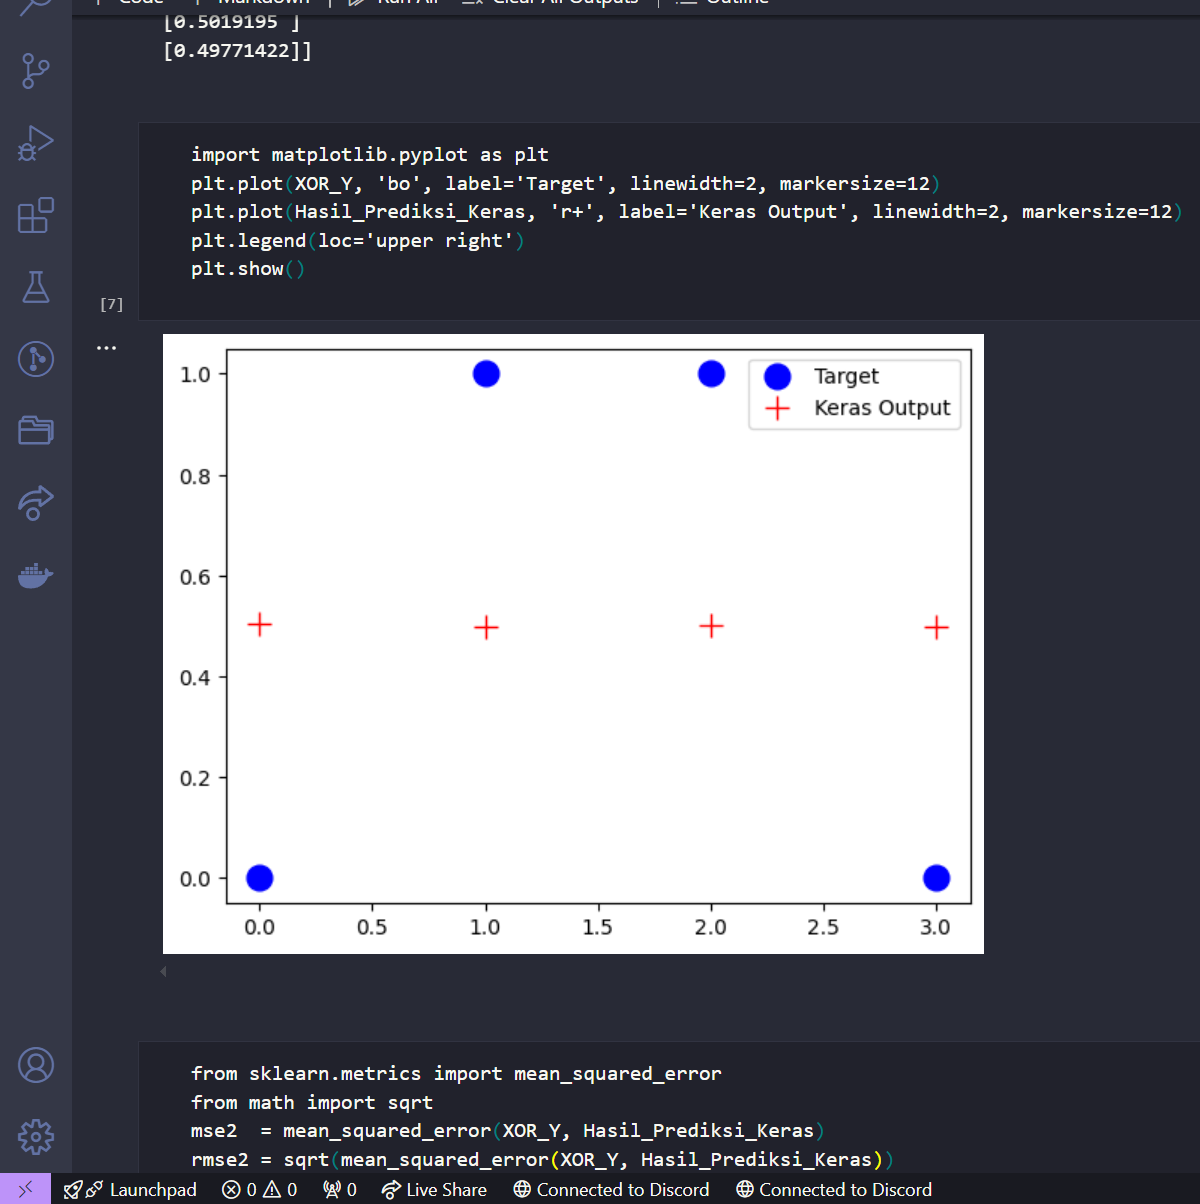 Code Markdown Run All Clear All Outputs Outline
[0.5019195 ]
[0.49771422]]
import matplotlib.pyplot as plt
plt.plot(XOR_Y, 'bo', label='Target', linewidth=2, markersize=12)
plt.plot(Hasil_Prediksi_Keras, 'r+', label='Keras Output', linewidth=2, markersize=12)
plt.legend(loc='upper right')
plt.show()
[7]
...
Target
Keras Output
1.0
0.8
0.6
0.4
0.2
0.0
0.0 0.5 1.0 1.5 2.0 2.5 3.0
from sklearn.metrics import mean_squared_error
from math import sqrt
mse2  = mean_squared_error(XOR_Y, Hasil_Prediksi_Keras)
rmse2 = sqrt(mean_squared_error(XOR_Y, Hasil_Prediksi_Keras))
Launchpad 0 0 0 Live Share Connected to Discord Connected to Discord